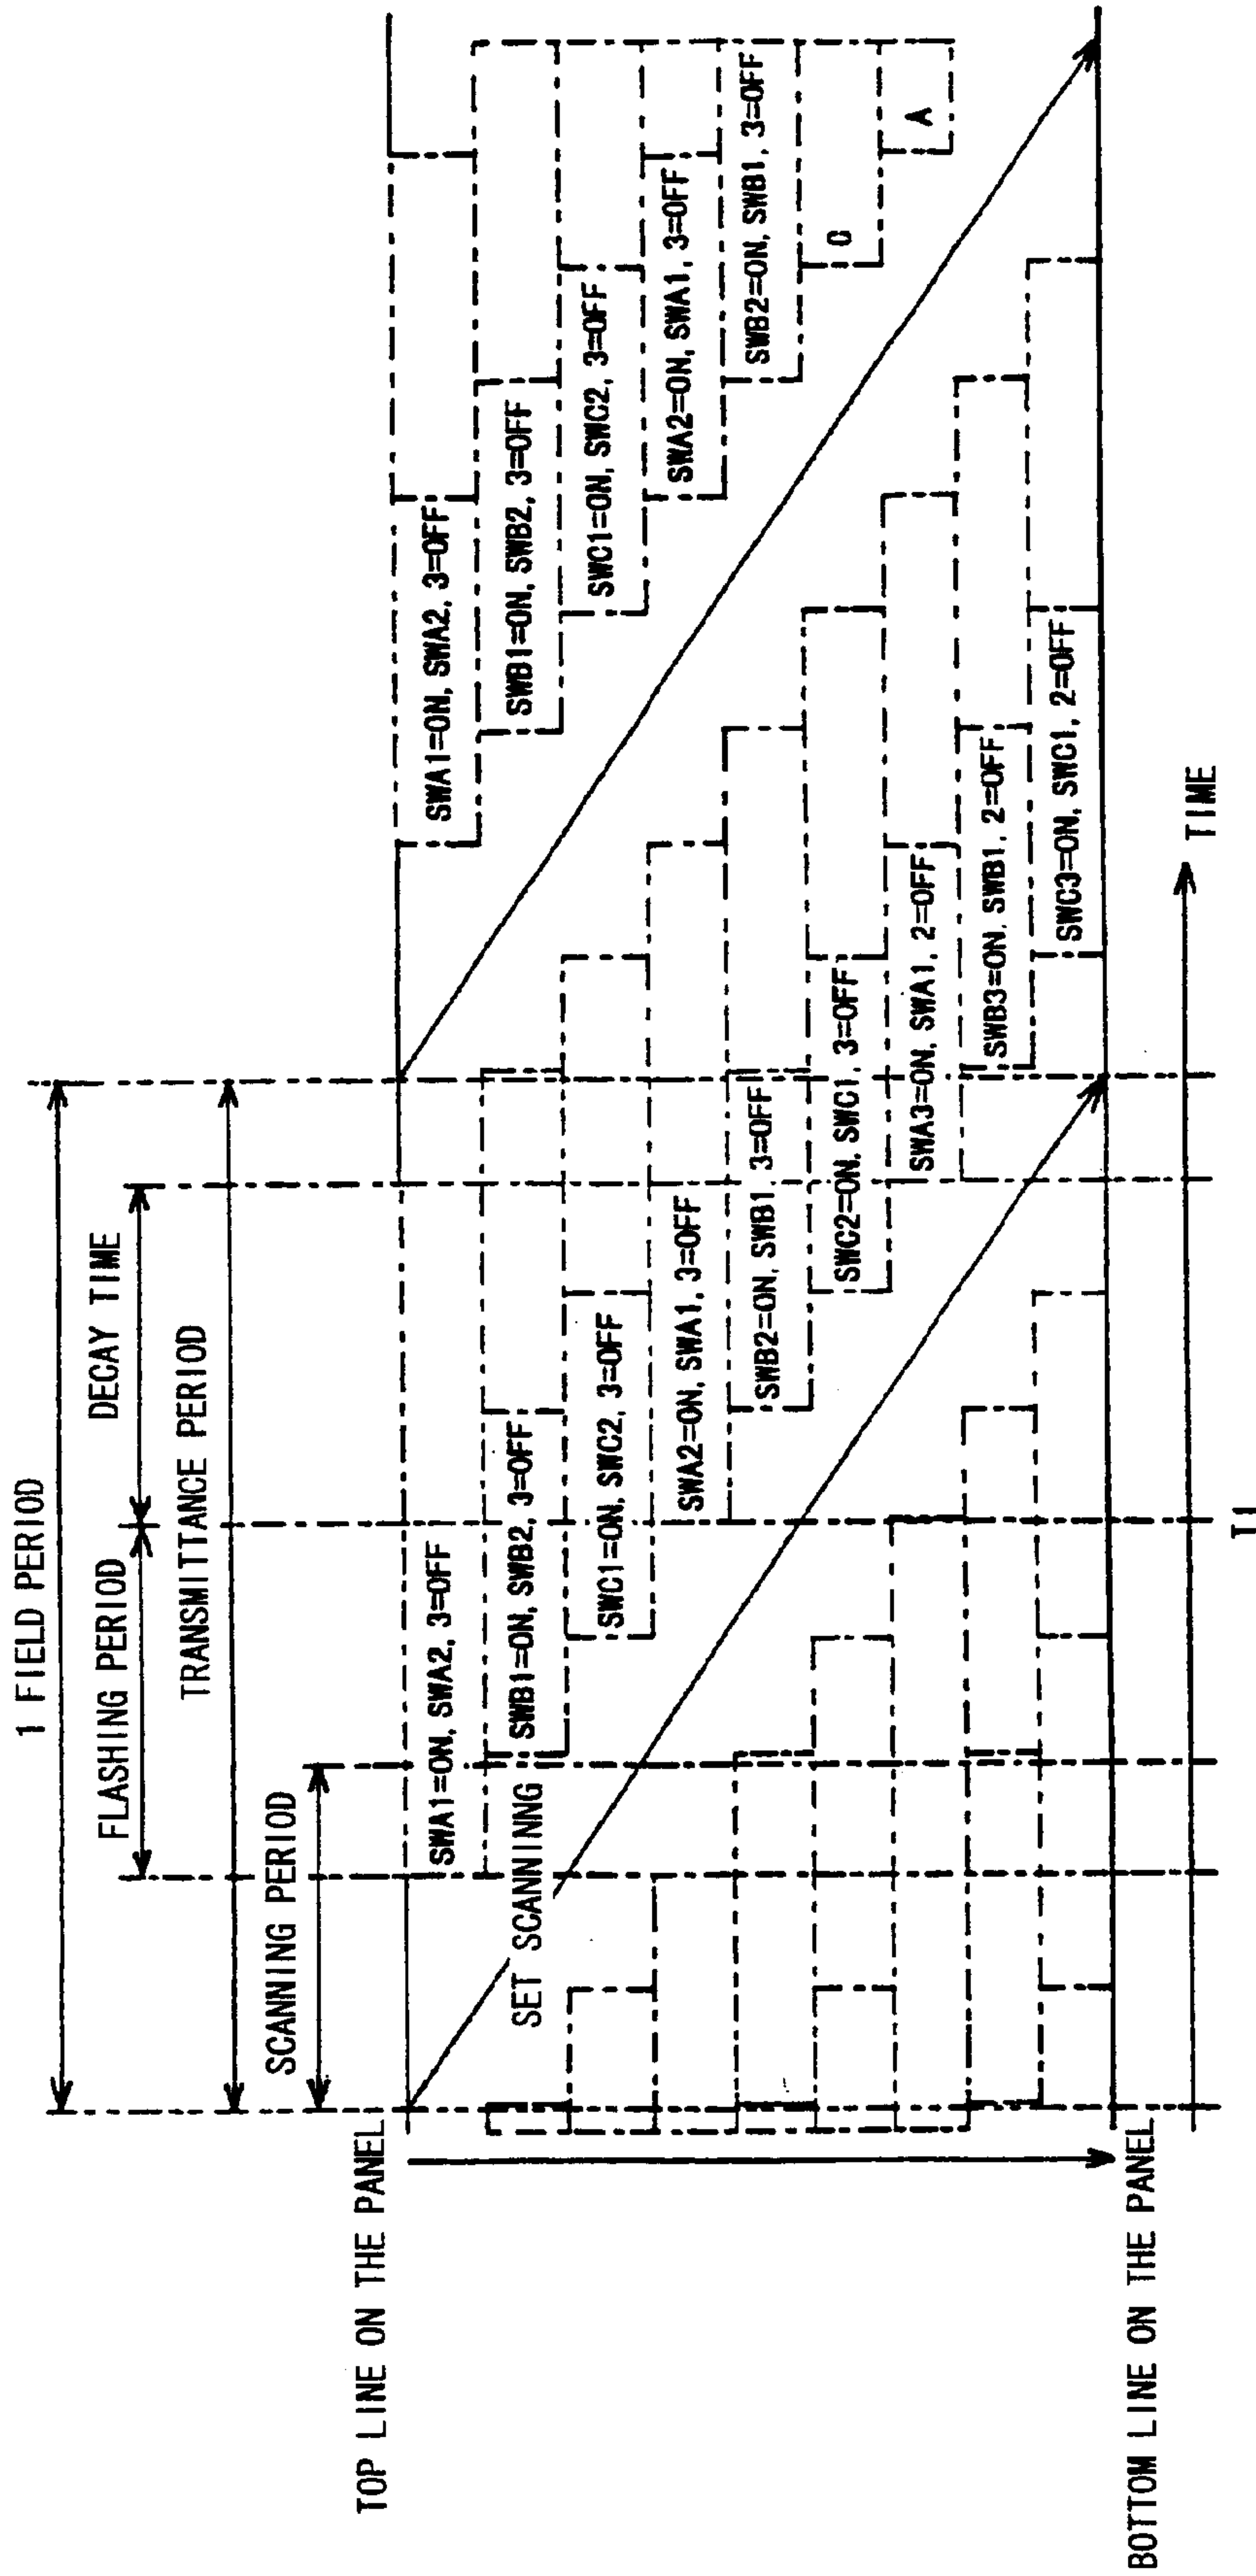 1 FIELD PERIOD
FLASHING PERIOD
DECAY TIME
TRANSMITTANCE PERIOD
SCANNING PERIOD
TOP LINE ON THE PANEL
SWA1=ON, SWA2, 3=OFF
SWB1=ON, SWB2, 3=OFF
SET SCANNINNG
SWC1=ON, SWC2, 3=OFF
SWA2=ON, SWA1, 3=OFF
SWB2=ON, SWB1, 3=OFF
SWC2=ON, SWC1, 3=OFF
SWA3=ON, SWA1, 2=OFF
SWB3=ON, SWB1, 2=OFF
SWC3=ON, SWC1, 2=OFF
SWA1=ON, SWA2, 3=OFF
SWB1=ON, SWB2, 3=OFF
SWC1=ON, SWC2, 3=OFF
SWA2=ON, SWA1, 3=OFF
SWB2=ON, SWB1, 3=OFF
A
BOTTOM LINE ON THE PANEL
TIME
T1